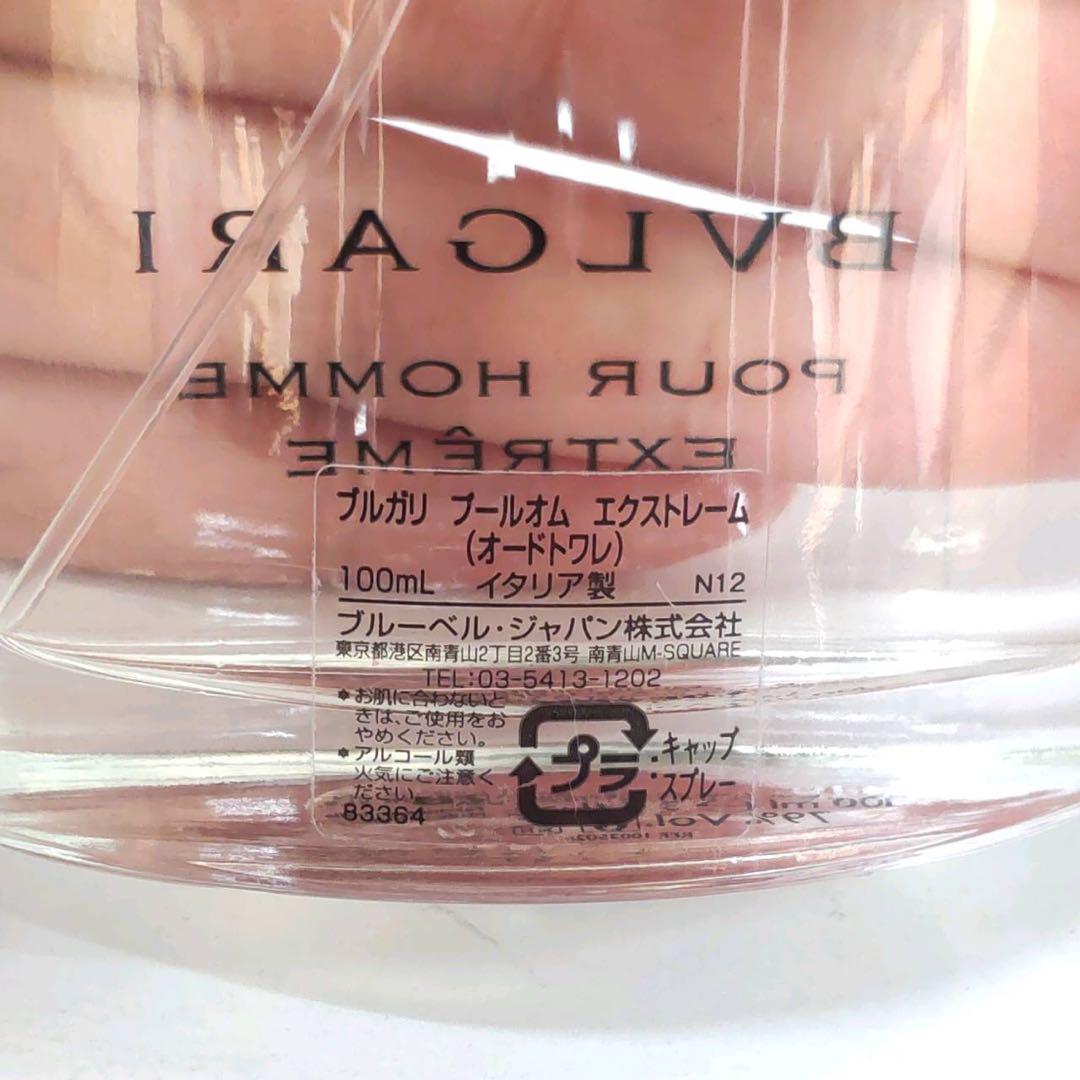 BVLGARI
POUR HOMME
EXTRÊME
ブルガリ プールオム エクストレーム
(オードトワレ)
100mL イタリア製 N12
ブルーベル・ジャパン株式会社
東京都港区南青山2丁目2番3号 南青山M-SQUARE
TEL:03-5413-1202
＊お肌に合わないと
きは、ご使用をお
やめください。
＊アルコール類
火気にご注意く
ださい。
83364
プラ
:キャップ
:スプレー
100 ml
79% Vol.